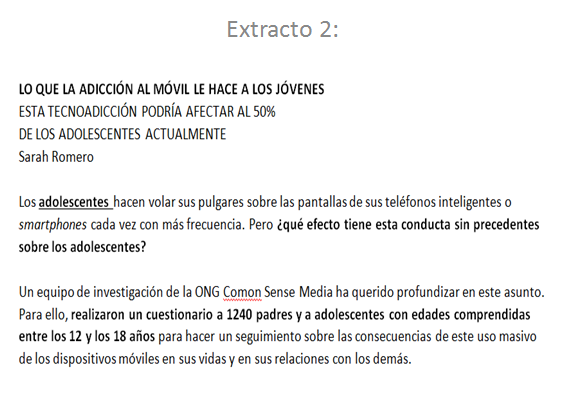 Extracto 2:
LO QUE LA ADICCIÓN AL MÓVIL LE HACE A LOS JÓVENES
ESTA TECNOADICCIÓN PODRÍA AFECTAR AL 50%
DE LOS ADOLESCENTES ACTUALMENTE
Sarah Romero
Los adolescentes hacen volar sus pulgares sobre las pantallas de sus teléfonos inteligentes o
smartphones cada vez con más frecuencia. Pero ¿qué efecto tiene esta conducta sin precedentes
sobre los adolescentes?
Un equipo de investigación de la ONG Comon Sense Media ha querido profundizar en este asunto.
Para ello, realizaron un cuestionario a 1240 padres y a adolescentes con edades comprendidas
entre los 12 y los 18 años para hacer un seguimiento sobre las consecuencias de este uso masivo
de los dispositivos móviles en sus vidas y en sus relaciones con los demás.